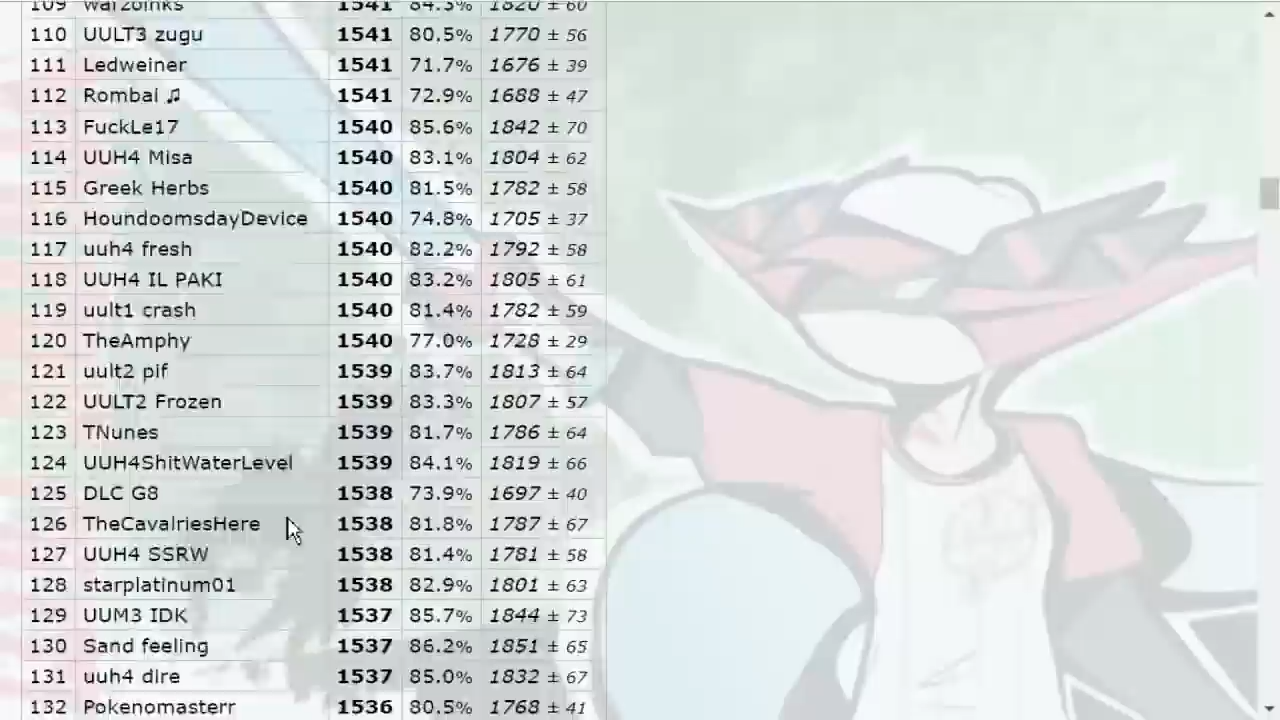 109 warzoinks 1541 84.3% 1820 ± 60
110 UULT3 zugu 1541 80.5% 1770 ± 56
111 Ledweiner 1541 71.7% 1676 ± 39
112 Rombal ♫ 1541 72.9% 1688 ± 47
113 FuckLe17 1540 85.6% 1842 ± 70
114 UUH4 Misa 1540 83.1% 1804 ± 62
115 Greek Herbs 1540 81.5% 1782 ± 58
116 HoundoomsdayDevice 1540 74.8% 1705 ± 37
117 uuh4 fresh 1540 82.2% 1792 ± 58
118 UUH4 IL PAKI 1540 83.2% 1805 ± 61
119 uult1 crash 1540 81.4% 1782 ± 59
120 TheAmphy 1540 77.0% 1728 ± 29
121 uult2 pif 1539 83.7% 1813 ± 64
122 UULT2 Frozen 1539 83.3% 1807 ± 57
123 TNunes 1539 81.7% 1786 ± 64
124 UUH4ShitWaterLevel 1539 84.1% 1819 ± 66
125 DLC G8 1538 73.9% 1697 ± 40
126 TheCavalriesHere 1538 81.8% 1787 ± 67
127 UUH4 SSRW 1538 81.4% 1781 ± 58
128 starplatinum01 1538 82.9% 1801 ± 63
129 UUM3 IDK 1537 85.7% 1844 ± 73
130 Sand feeling 1537 86.2% 1851 ± 65
131 uuh4 dire 1537 85.0% 1832 ± 67
132 Pokenomasterr 1536 80.5% 1768 ± 41